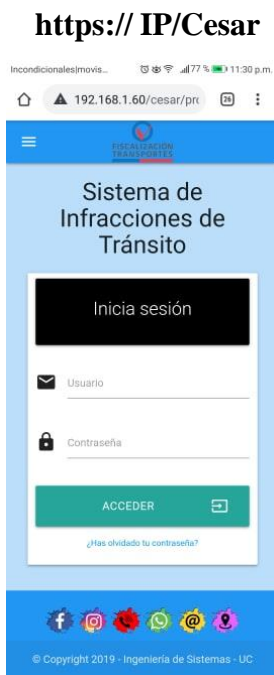 https:// IP/Cesar
Incondicionales|movis... 77 % 11:30 p.m.
192.168.1.60/cesar/pro 26
FISCALIZACIÓN
TRANSPORTES
Sistema de
Infracciones de
Tránsito
Inicia sesión
Usuario
Contraseña
ACCEDER
¿Has olvidado tu contraseña?
© Copyright 2019 - Ingeniería de Sistemas - UC